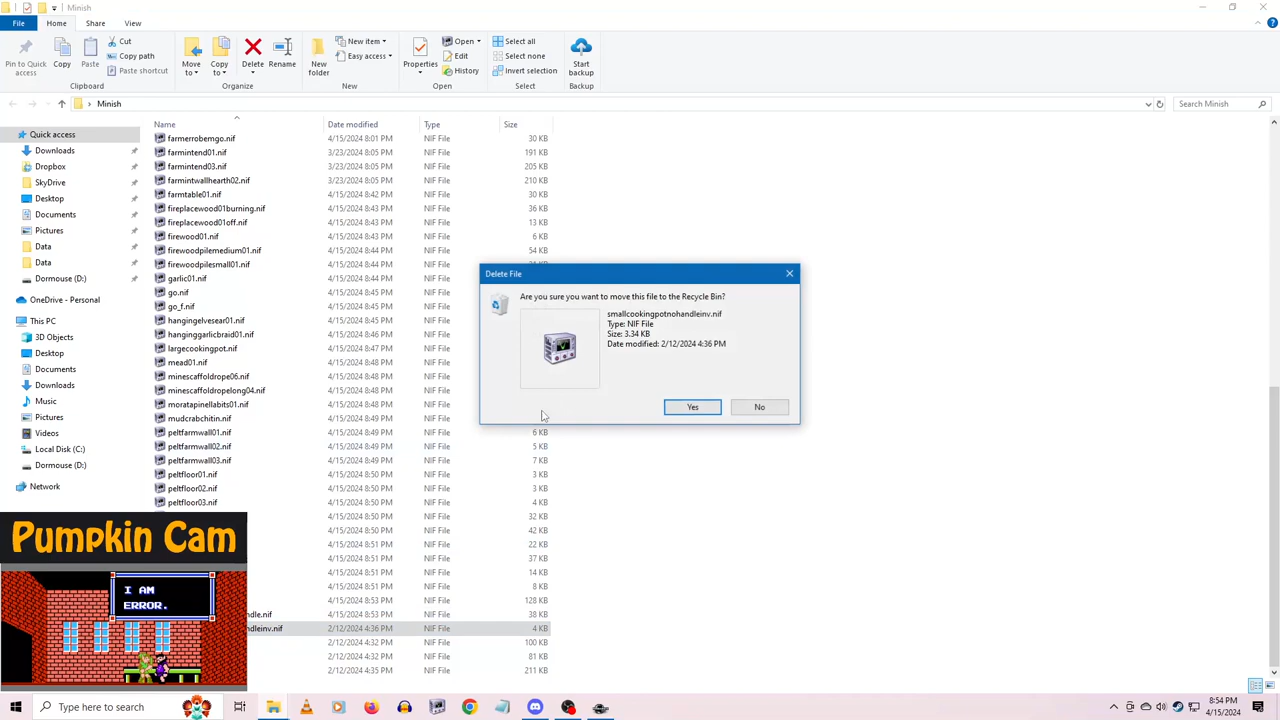 Minish
File Home Share View
Pin to Quick access
Copy
Paste
Cut
Copy path
Paste shortcut
Clipboard
Move to
Copy to
Delete
Rename
Organize
New folder
New item
Easy access
New
Properties
Open
Edit
History
Open
Select all
Select none
Invert selection
Select
Start backup
Backup
Minish
Search Minish
Quick access
Downloads
Dropbox
SkyDrive
Desktop
Documents
Pictures
Data
Data
Dormouse (D:)
OneDrive - Personal
This PC
3D Objects
Desktop
Documents
Downloads
Music
Pictures
Videos
Local Disk (C:)
Dormouse (D:)
Network
Name Date modified Type Size
farmerrobemgo.nif 4/15/2024 8:01 PM NIF File 30 KB
farmintend01.nif 3/23/2024 8:05 PM NIF File 191 KB
farmintend03.nif 3/23/2024 8:05 PM NIF File 205 KB
farmintwallhearth02.nif 3/23/2024 8:05 PM NIF File 210 KB
farmtable01.nif 4/15/2024 8:42 PM NIF File 30 KB
fireplacewood01burning.nif 4/15/2024 8:43 PM NIF File 36 KB
fireplacewood01off.nif 4/15/2024 8:43 PM NIF File 13 KB
firewood01.nif 4/15/2024 8:43 PM NIF File 6 KB
firewoodpilemedium01.nif 4/15/2024 8:44 PM NIF File 54 KB
firewoodpilesmall01.nif 4/15/2024 8:44 PM NIF File
garlic01.nif 4/15/2024 8:45 PM NIF File
go.nif 4/15/2024 8:45 PM NIF File
go_f.nif 4/15/2024 8:45 PM NIF File
hangingelvesear01.nif 4/15/2024 8:45 PM NIF File
hanginggarlicbraid01.nif 4/15/2024 8:46 PM NIF File
largecookingpot.nif 4/15/2024 8:47 PM NIF File
mead01.nif 4/15/2024 8:47 PM NIF File
minescaffoldrope06.nif 4/15/2024 8:48 PM NIF File
minescaffoldropelong04.nif 4/15/2024 8:48 PM NIF File
moratapinellabits01.nif 4/15/2024 8:48 PM NIF File
mudcrabchitin.nif 4/15/2024 8:49 PM NIF File
peltfarmwall01.nif 4/15/2024 8:49 PM NIF File 6 KB
peltfarmwall02.nif 4/15/2024 8:49 PM NIF File 5 KB
peltfarmwall03.nif 4/15/2024 8:49 PM NIF File 7 KB
peltfloor01.nif 4/15/2024 8:50 PM NIF File 3 KB
peltfloor02.nif 4/15/2024 8:50 PM NIF File 3 KB
peltfloor03.nif 4/15/2024 8:50 PM NIF File 4 KB
4/15/2024 8:50 PM NIF File 32 KB
4/15/2024 8:50 PM NIF File 42 KB
4/15/2024 8:51 PM NIF File 22 KB
4/15/2024 8:51 PM NIF File 37 KB
4/15/2024 8:51 PM NIF File 14 KB
4/15/2024 8:51 PM NIF File 8 KB
4/15/2024 8:53 PM NIF File 128 KB
ndle.nif 4/15/2024 8:53 PM NIF File 38 KB
ndleinv.nif 2/12/2024 4:36 PM NIF File 4 KB
2/12/2024 4:32 PM NIF File 100 KB
2/12/2024 4:32 PM NIF File 81 KB
2/12/2024 4:35 PM NIF File 211 KB
Delete File
Are you sure you want to move this file to the Recycle Bin?
smallcookingpotnohandleinv.nif
Type: NIF File
Size: 3.34 KB
Date modified: 2/12/2024 4:36 PM
Yes No
Pumpkin Cam
I AM
ERROR.
Type here to search
8:54 PM
4/15/2024